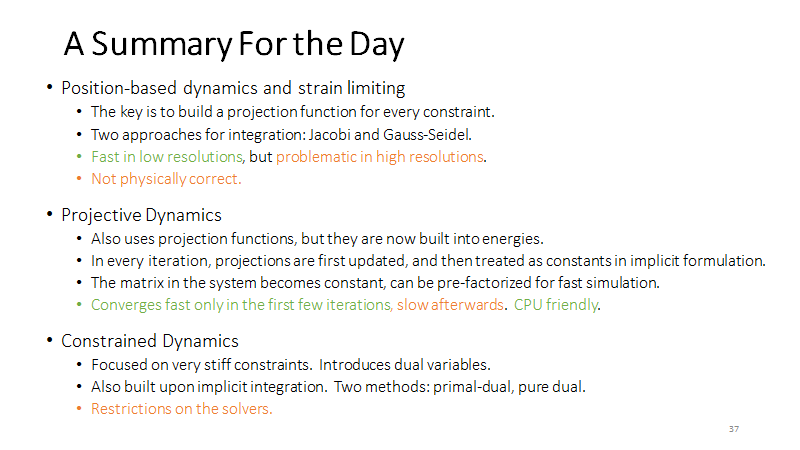 A Summary For the Day
• Position-based dynamics and strain limiting
• The key is to build a projection function for every constraint.
• Two approaches for integration: Jacobi and Gauss-Seidel.
• Fast in low resolutions, but problematic in high resolutions.
• Not physically correct.
• Projective Dynamics
• Also uses projection functions, but they are now built into energies.
• In every iteration, projections are first updated, and then treated as constants in implicit formulation.
• The matrix in the system becomes constant, can be pre-factorized for fast simulation.
• Converges fast only in the first few iterations, slow afterwards. CPU friendly.
• Constrained Dynamics
• Focused on very stiff constraints. Introduces dual variables.
• Also built upon implicit integration. Two methods: primal-dual, pure dual.
• Restrictions on the solvers.
37